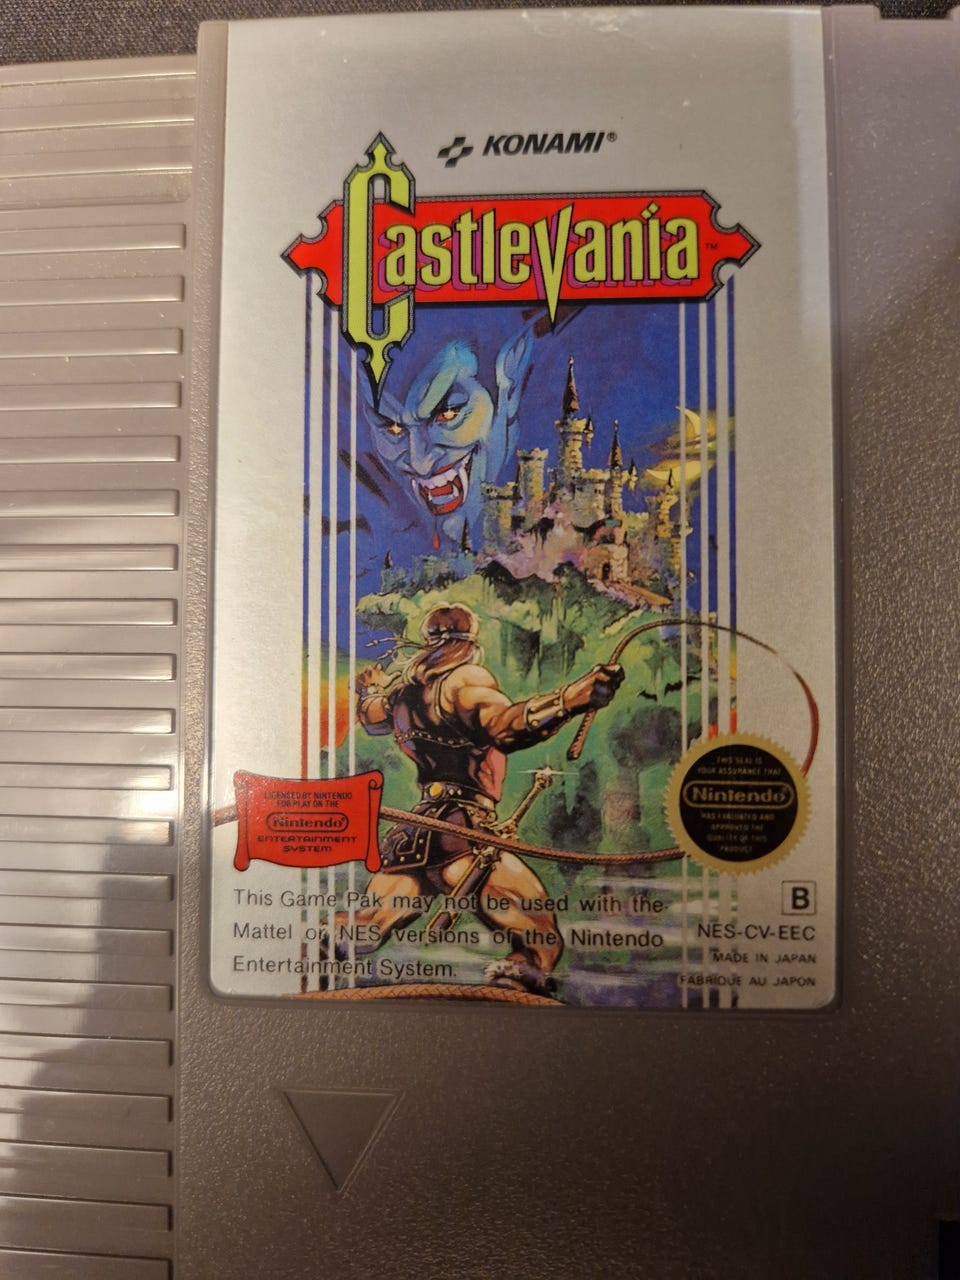 KONAMI®
Castlevania™
LICENSED BY NINTENDO
FOR PLAY ON THE
Nintendo®
ENTERTAINMENT
SYSTEM
THIS SEAL IS
YOUR ASSURANCE THAT
Nintendo®
HAS EVALUATED AND
APPROVED THE
QUALITY OF THIS
PRODUCT
This Game Pak may not be used with the
Mattel or NES versions of the Nintendo
Entertainment System.
B
NES-CV-EEC
MADE IN JAPAN
FABRIQUE AU JAPON